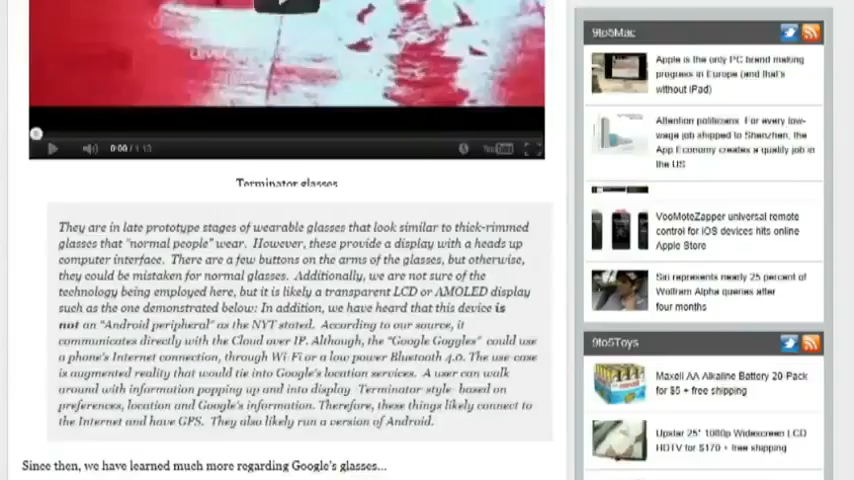 0:00 / 1:13
YouTube
Terminator glasses
They are in late prototype stages of wearable glasses that look similar to thick-rimmed
glasses that "normal people" wear. However, these provide a display with a heads up
computer interface. There are a few buttons on the arms of the glasses, but otherwise,
they could be mistaken for normal glasses. Additionally, we are not sure of the
technology being employed here, but it is likely a transparent LCD or AMOLED display
such as the one demonstrated below: In addition, we have heard that this device is
not an "Android peripheral" as the NYT stated. According to our source, it
communicates directly with the Cloud over IP. Although, the "Google Goggles" could use
a phone's Internet connection, through Wi-Fi or a low power Bluetooth 4.0. The use case
is augmented reality that would tie into Google's location services. A user can walk
around with information popping up and into display Terminator-style based on
preferences, location and Google's information. Therefore, these things likely connect to
the Internet and have GPS. They also likely run a version of Android.
Since then, we have learned much more regarding Google's glasses...
9to5Mac
Apple is the only PC brand making
progress in Europe (and that's
without iPad)
Attention politicians: For every low-
wage job shipped to Shenzhen, the
App Economy creates a quality job in
the US
VooMoteZapper universal remote
control for iOS devices hits online
Apple Store
Siri represents nearly 25 percent of
Wolfram Alpha queries after
four months
9to5Toys
Maxell AA Alkaline Battery 20-Pack
for $5 + free shipping
Upstar 25" 1080p Widescreen LCD
HDTV for $170 + free shipping